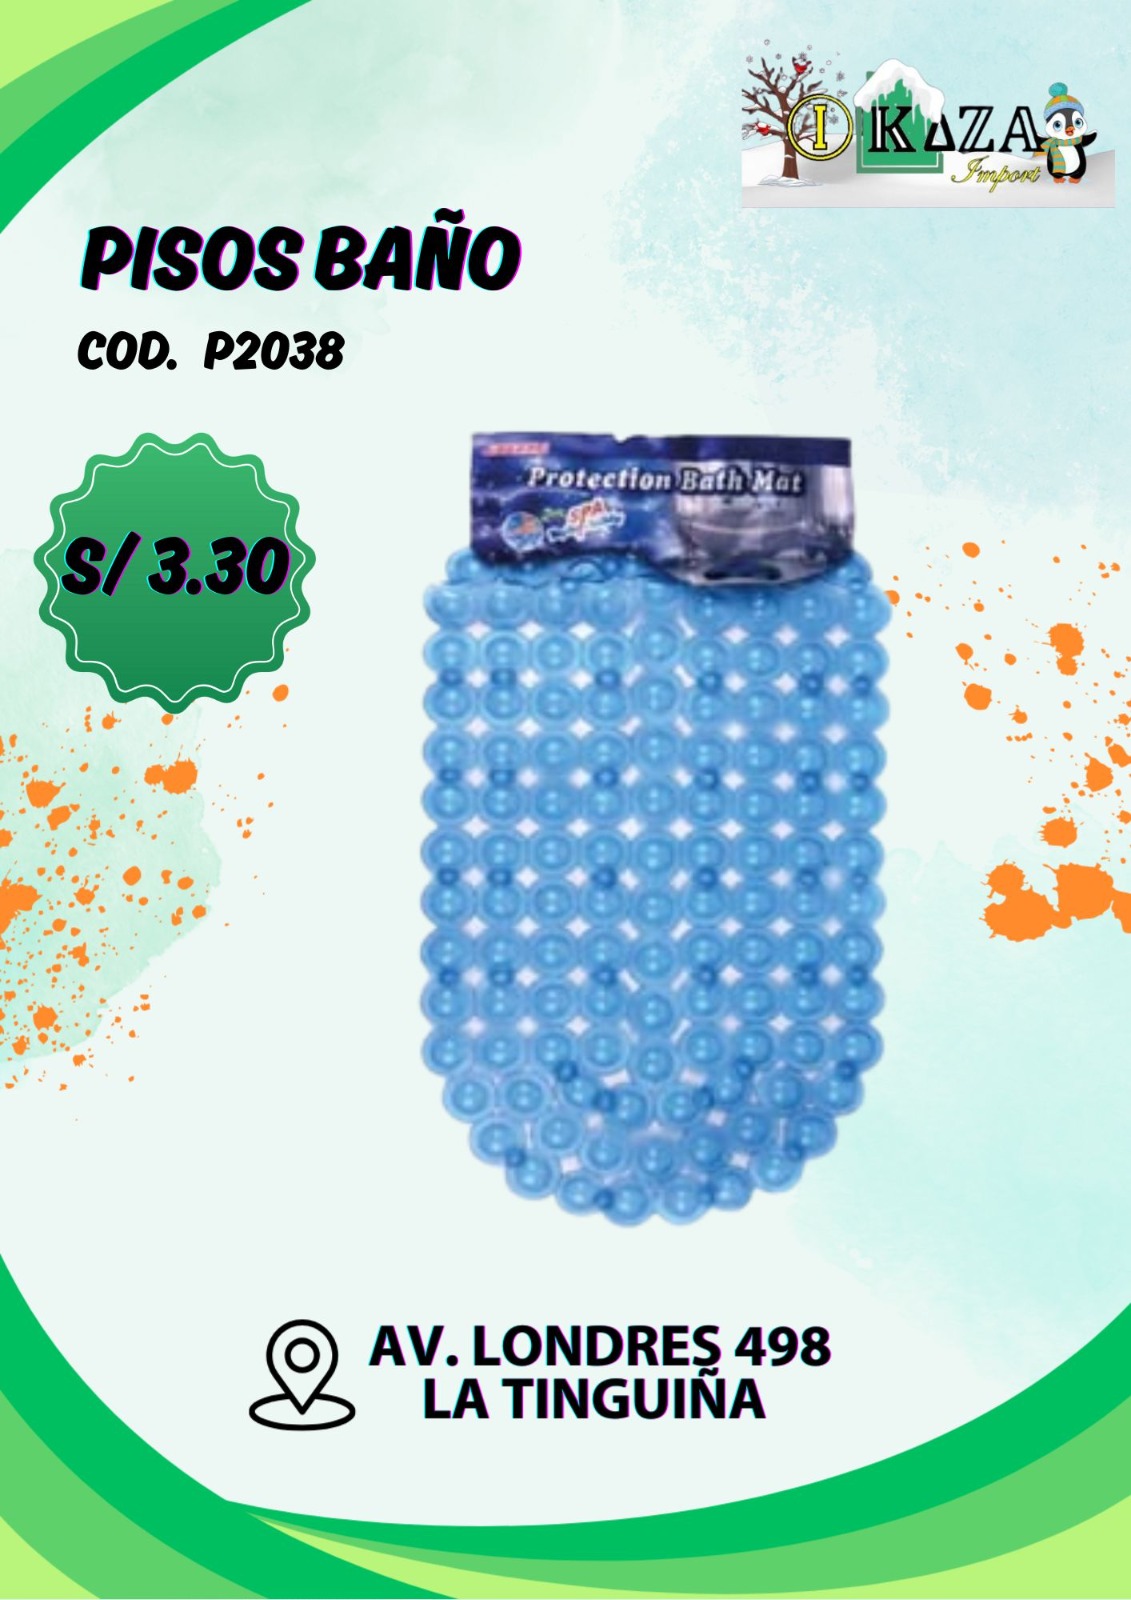 I KAZA
Import
PISOS BAÑO
COD. P2038
Protection Bath Mat
SPA
S/ 3.30
AV. LONDRES 498
LA TINGUIÑA